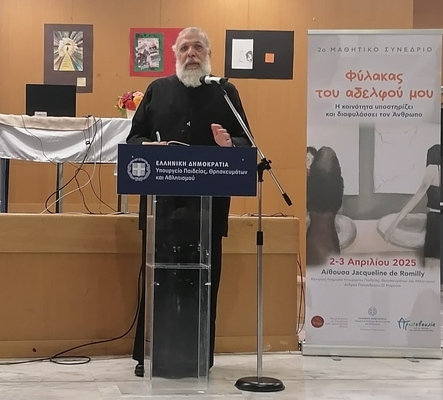 ΕΛΛΗΝΙΚΗ ΔΗΜΟΚΡΑΤΙΑ
Υπουργείο Παιδείας, Θρησκευμάτων
και Αθλητισμού
2ο ΜΑΘΗΤΙΚΟ ΣΥΝΕΔΡΙΟ
Φύλακας
του αδελφού μου
Η κοινότητα υποστηρίζει
και διαφυλάσσει τον Άνθρωπο
2-3 Απριλίου 2025
Αίθουσα Jacqueline de Romilly